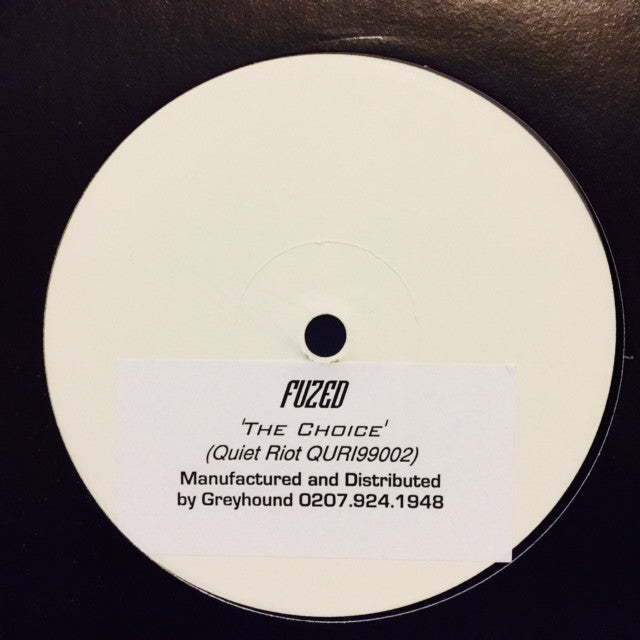 FUZED
'THE CHOICE'
(Quiet Riot QURI99002)
Manufactured and Distributed
by Greyhound 0207.924.1948